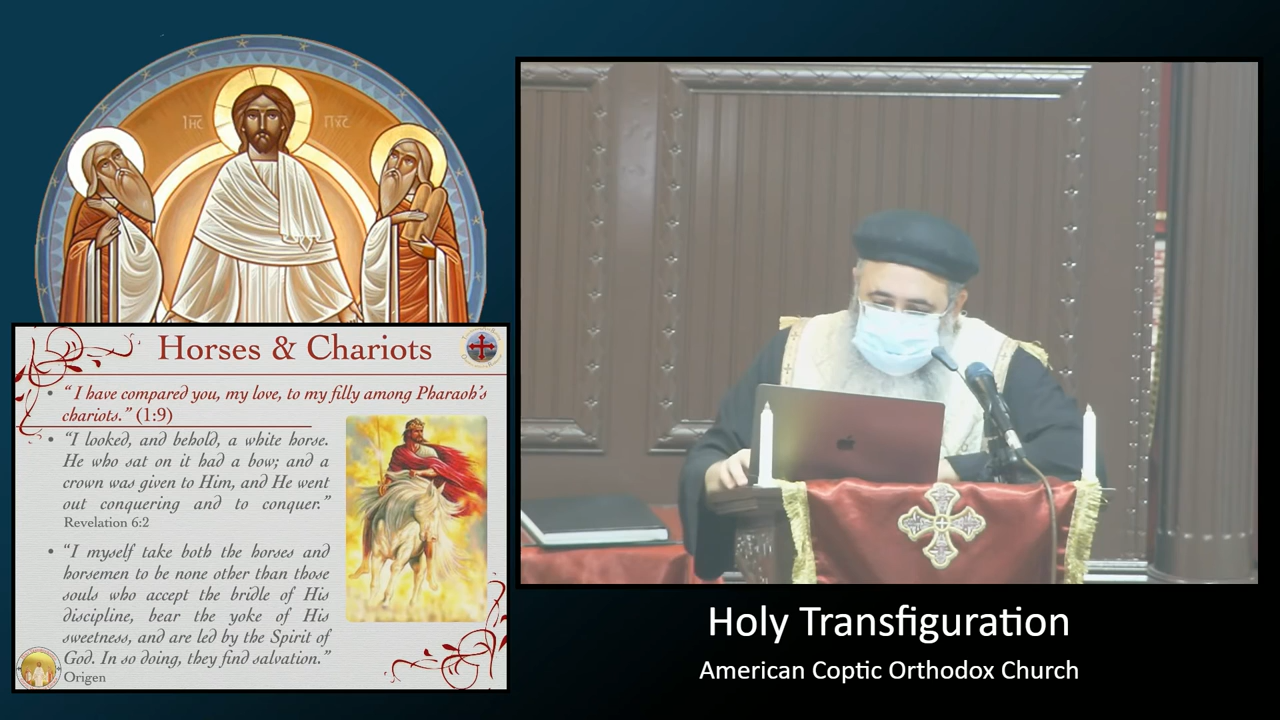 ΙΗC ΠΧC
Horses & Chariots
• “ I have compared you, my love, to my filly among Pharaoh’s
chariots.” (1:9)
• “I looked, and behold, a white horse.
He who sat on it had a bow; and a
crown was given to Him, and He went
out conquering and to conquer.”
Revelation 6:2
• “I myself take both the horses and
horsemen to be none other than those
souls who accept the bridle of His
discipline, bear the yoke of His
sweetness, and are led by the Spirit of
God. In so doing, they find salvation.”
Origen
Holy Transfiguration
American Coptic Orthodox Church